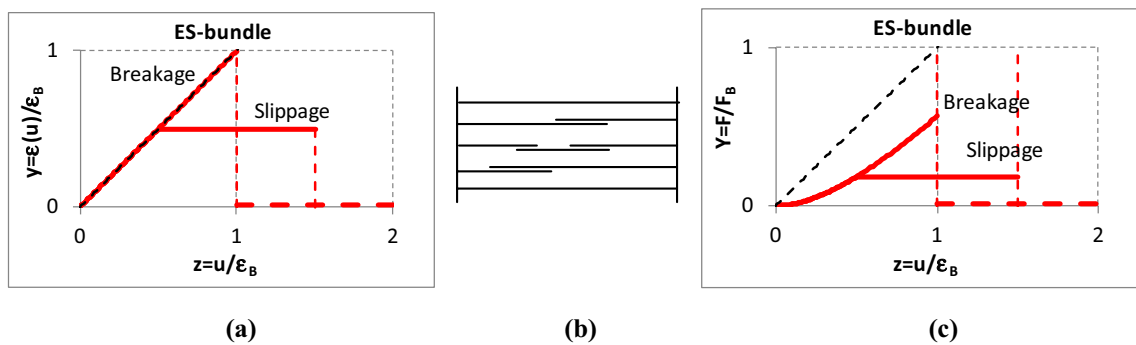 ES-bundle
1
Breakage
Slippage
y=ε(u)/ε_B
0
0
1
2
z=u/ε_B
(a)
(b)
ES-bundle
1
Breakage
Slippage
Y=F/F_B
0
0
1
2
z=u/ε_B
(c)